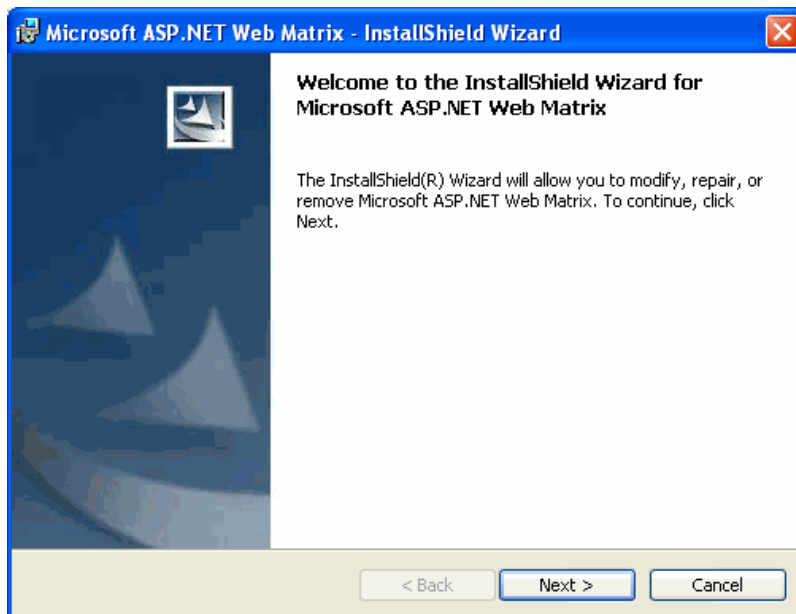 Microsoft ASP.NET Web Matrix - InstallShield Wizard
Welcome to the InstallShield Wizard for
Microsoft ASP.NET Web Matrix
The InstallShield(R) Wizard will allow you to modify, repair, or
remove Microsoft ASP.NET Web Matrix. To continue, click
Next.
< Back Next > Cancel